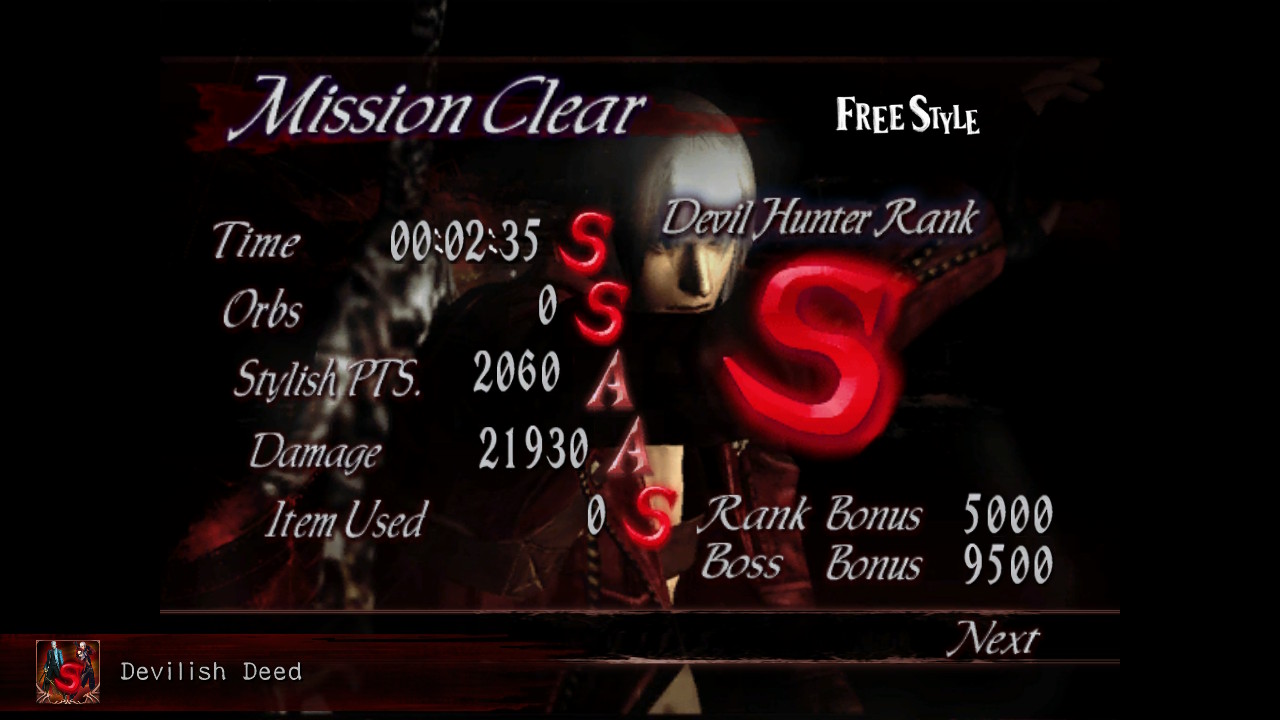 Mission Clear
FREE STYLE
Devil Hunter Rank
S
Time 00:02:35 S
Orbs 0 S
Stylish PTS. 2060 A
Damage 21930 A
Item Used 0 S
Rank Bonus 5000
Boss Bonus 9500
Next
S
Devilish Deed